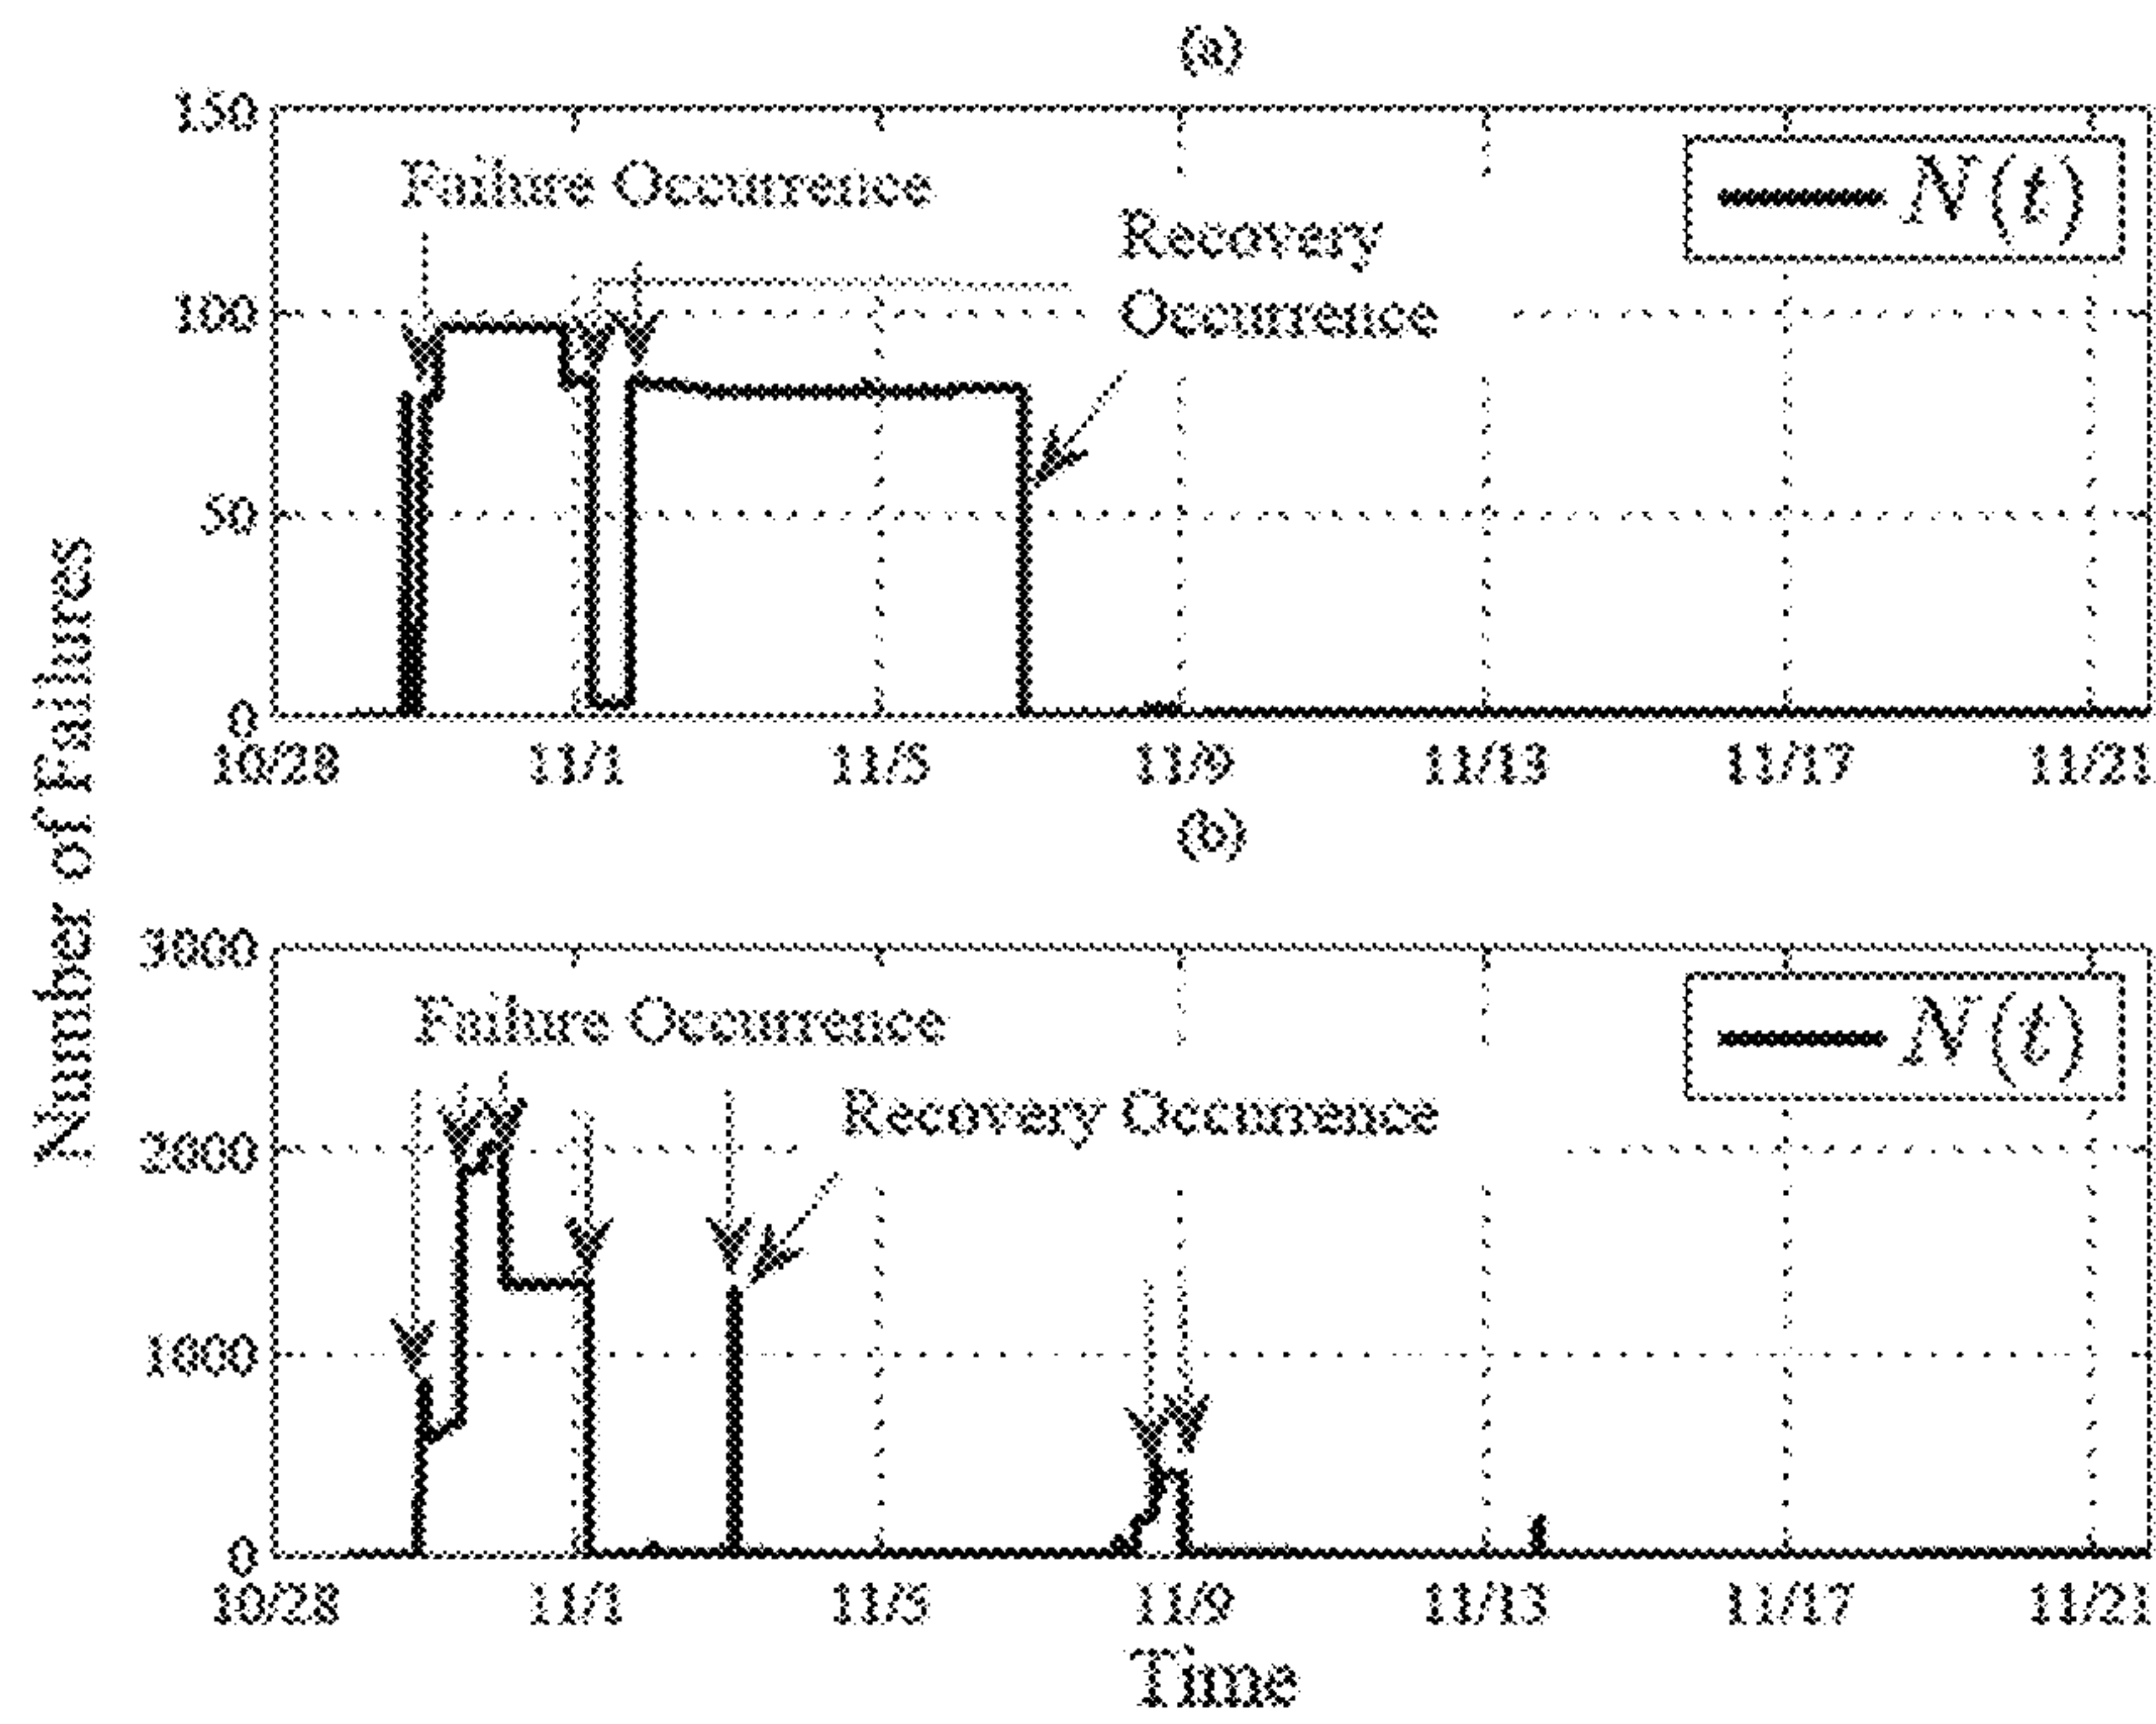 (a)
150
Failure Occurrence
N(t)
Recovery
Occurrence
100
50
0
10/28 11/1 11/5 11/9 11/13 11/17 11/21
(b)
Number of Failures
3000
Failure Occurrence
N(t)
Recovery Occurrence
2000
1000
0
10/28 11/1 11/5 11/9 11/13 11/17 11/21
Time